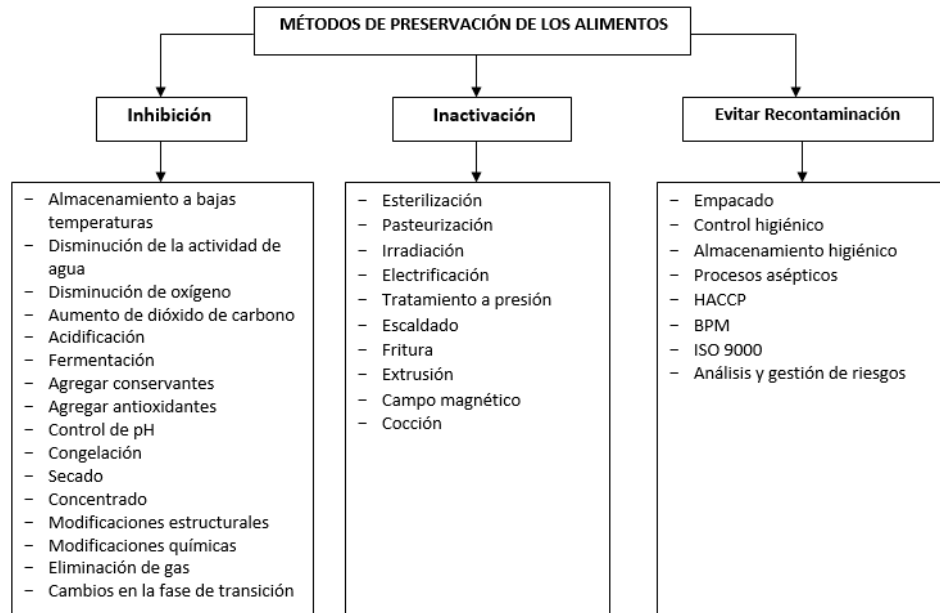 MÉTODOS DE PRESERVACIÓN DE LOS ALIMENTOS
Inhibición
Inactivación
Evitar Recontaminación
− Almacenamiento a bajas
temperaturas
− Disminución de la actividad de
agua
− Disminución de oxígeno
− Aumento de dióxido de carbono
− Acidificación
− Fermentación
− Agregar conservantes
− Agregar antioxidantes
− Control de pH
− Congelación
− Secado
− Concentrado
− Modificaciones estructurales
− Modificaciones químicas
− Eliminación de gas
− Cambios en la fase de transición
− Esterilización
− Pasteurización
− Irradiación
− Electrificación
− Tratamiento a presión
− Escaldado
− Fritura
− Extrusión
− Campo magnético
− Cocción
− Empacado
− Control higiénico
− Almacenamiento higiénico
− Procesos asépticos
− HACCP
− BPM
− ISO 9000
− Análisis y gestión de riesgos